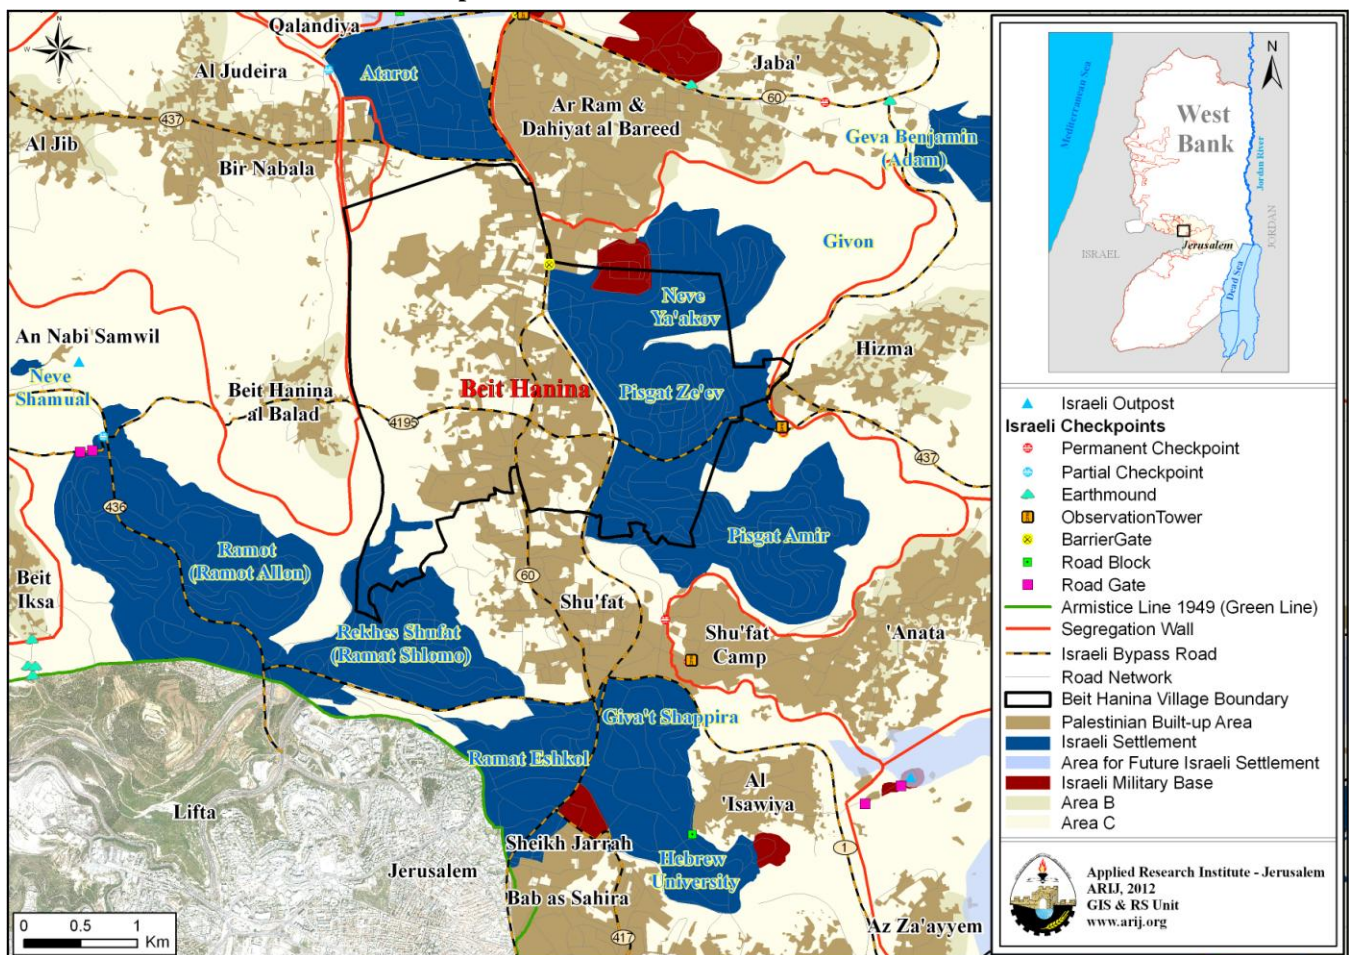 Qalandiya
Al Judeira
Atarot
Jaba'
60
437
Ar Ram &
Dahiyat al Bareed
Al Jib
Bir Nabala
Geva Benjamin
(Adam)
Givon
Neve
Ya'akov
An Nabi Samwil
Hizma
Neve
Shamual
Beit Hanina
al Balad
Beit Hanina
Pisgat Ze'ev
4195
437
436
Ramot
(Ramot Allon)
Pisgat Amir
Beit
Iksa
60
Shu'fat
Rekhes Shufat
(Ramat Shlomo)
Shu'fat
Camp
'Anata
Giva't Shappira
Ramat Eshkol
Al
'Isawiya
Lifta
Sheikh Jarrah
1
Jerusalem
Hebrew
University
Bab as Sahira
Az Za'ayyem
417
0 0.5 1
Km
W E
S
N
Mediterranean Sea
West
Bank
Jordan River
JORDAN
Jerusalem
ISRAEL
Dead Sea
Israeli Outpost
Israeli Checkpoints
Permanent Checkpoint
Partial Checkpoint
Earthmound
ObservationTower
BarrierGate
Road Block
Road Gate
Armistice Line 1949 (Green Line)
Segregation Wall
Israeli Bypass Road
Road Network
Beit Hanina Village Boundary
Palestinian Built-up Area
Israeli Settlement
Area for Future Israeli Settlement
Israeli Military Base
Area B
Area C
Applied Research Institute - Jerusalem
ARIJ, 2012
GIS & RS Unit
www.arij.org